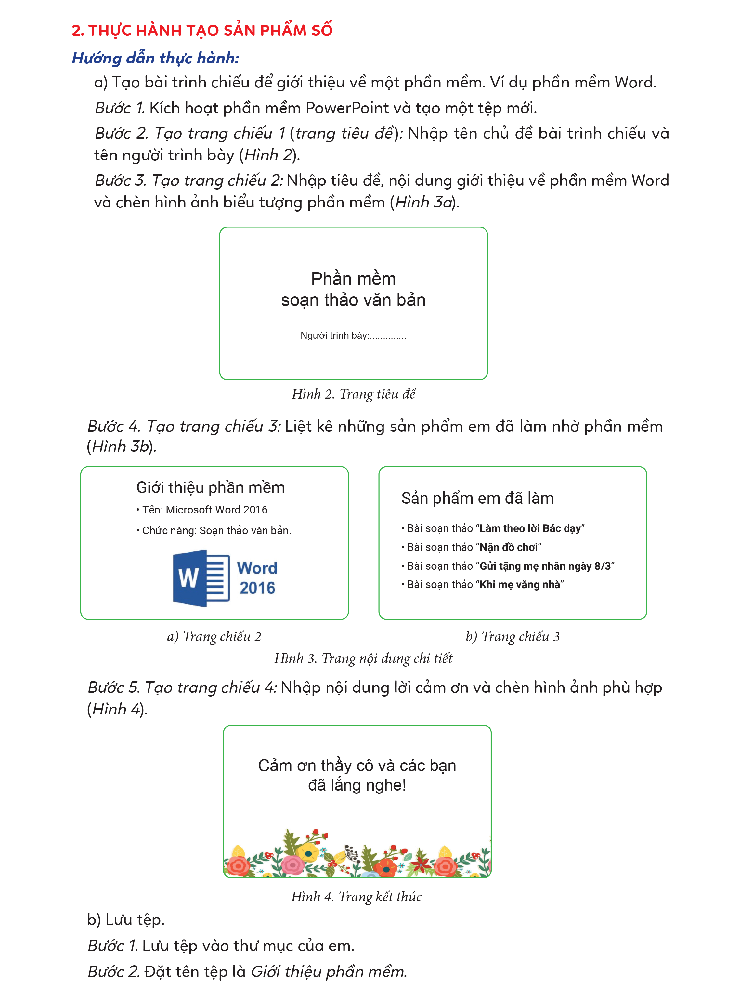 2. THỰC HÀNH TẠO SẢN PHẨM SỐ
Hướng dẫn thực hành:
a) Tạo bài trình chiếu để giới thiệu về một phần mềm. Ví dụ phần mềm Word.
Bước 1. Kích hoạt phần mềm PowerPoint và tạo một tệp mới.
Bước 2. Tạo trang chiếu 1 (trang tiêu đề): Nhập tên chủ đề bài trình chiếu và
tên người trình bày (Hình 2).
Bước 3. Tạo trang chiếu 2: Nhập tiêu đề, nội dung giới thiệu về phần mềm Word
và chèn hình ảnh biểu tượng phần mềm (Hình 3a).
Phần mềm
soạn thảo văn bản
Người trình bày:..............
Hình 2. Trang tiêu đề
Bước 4. Tạo trang chiếu 3: Liệt kê những sản phẩm em đã làm nhờ phần mềm
(Hình 3b).
Giới thiệu phần mềm
• Tên: Microsoft Word 2016.
• Chức năng: Soạn thảo văn bản.
W
Word
2016
a) Trang chiếu 2
Sản phẩm em đã làm
• Bài soạn thảo “Làm theo lời Bác dạy”
• Bài soạn thảo “Nặn đồ chơi”
• Bài soạn thảo “Gửi tặng mẹ nhân ngày 8/3”
• Bài soạn thảo “Khi mẹ vắng nhà”
b) Trang chiếu 3
Hình 3. Trang nội dung chi tiết
Bước 5. Tạo trang chiếu 4: Nhập nội dung lời cảm ơn và chèn hình ảnh phù hợp
(Hình 4).
Cảm ơn thầy cô và các bạn
đã lắng nghe!
Hình 4. Trang kết thúc
b) Lưu tệp.
Bước 1. Lưu tệp vào thư mục của em.
Bước 2. Đặt tên tệp là Giới thiệu phần mềm.